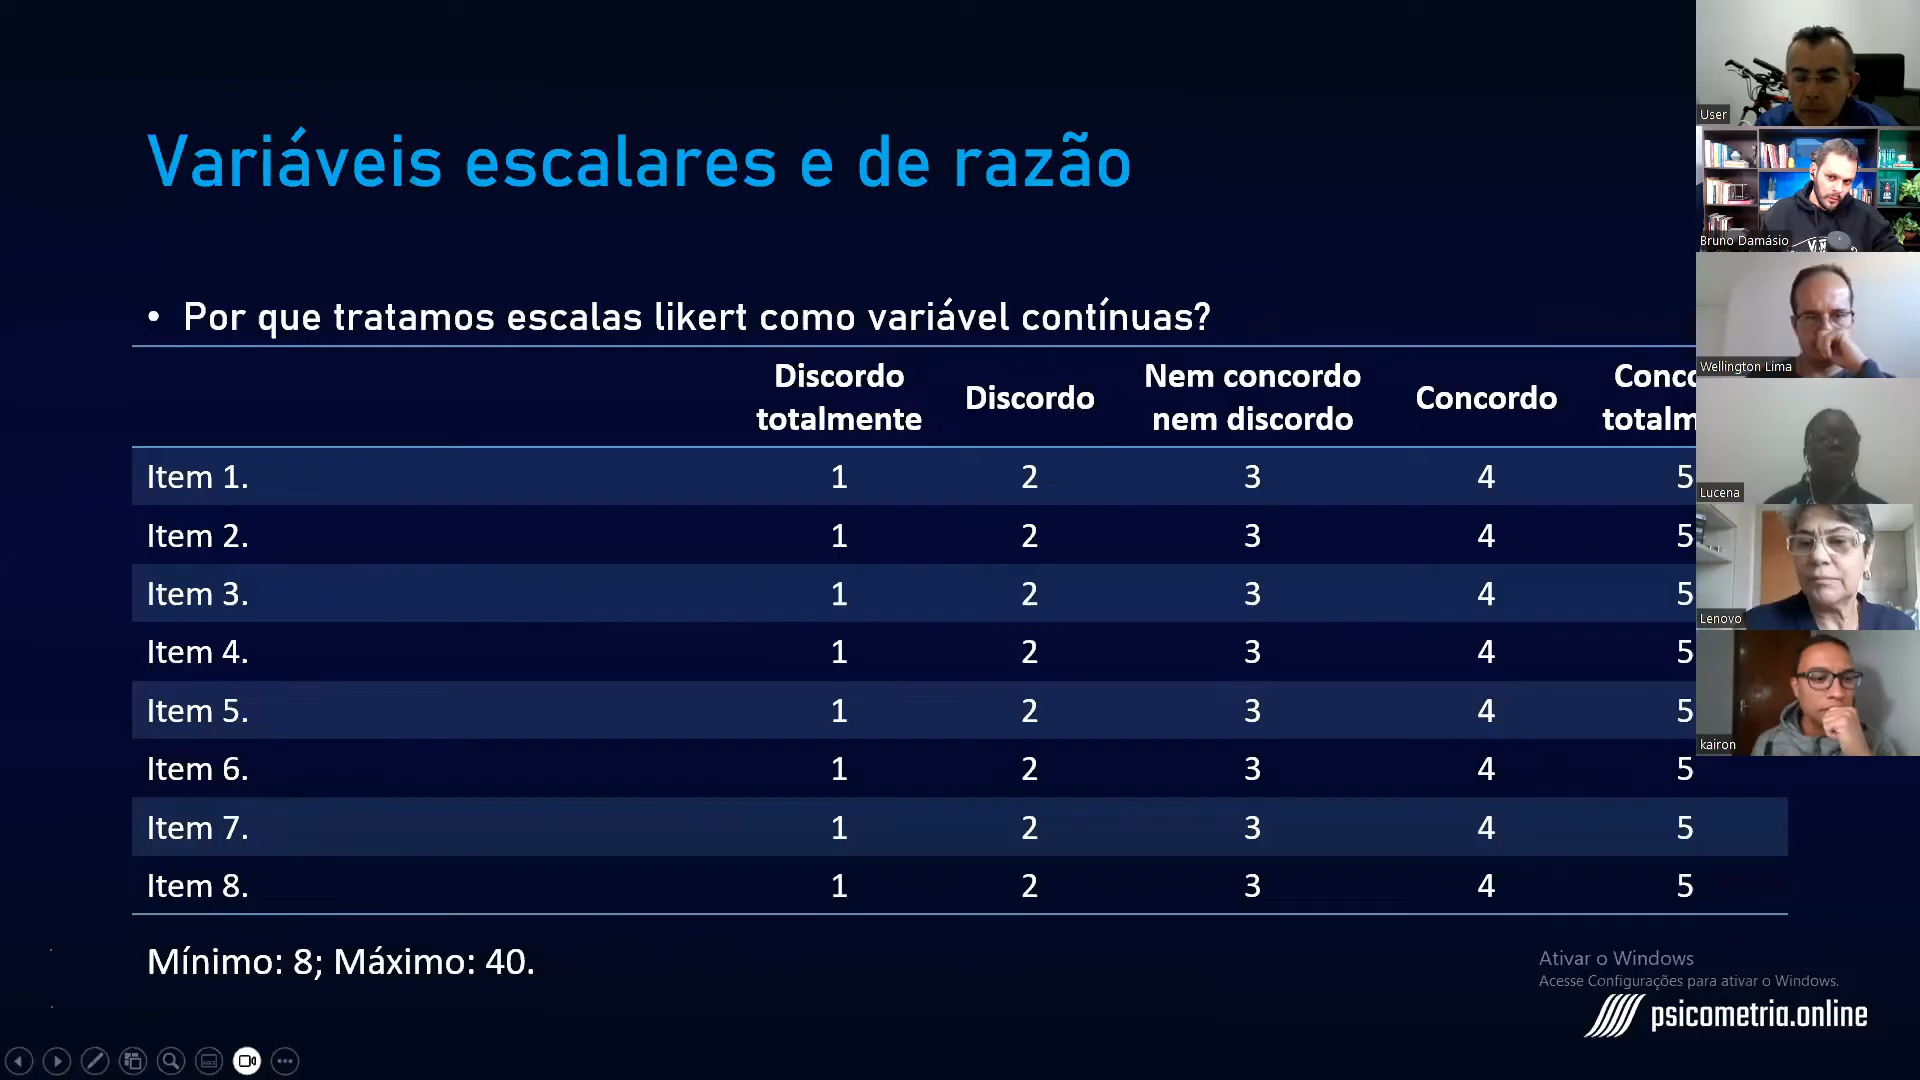 Variáveis escalares e de razão
• Por que tratamos escalas likert como variável contínuas?
Discordo totalmente Discordo Nem concordo nem discordo Concordo Conco totalm
Item 1. 1 2 3 4 5
Item 2. 1 2 3 4 5
Item 3. 1 2 3 4 5
Item 4. 1 2 3 4 5
Item 5. 1 2 3 4 5
Item 6. 1 2 3 4 5
Item 7. 1 2 3 4 5
Item 8. 1 2 3 4 5
Mínimo: 8; Máximo: 40.
Ativar o Windows
Acesse Configurações para ativar o Windows.
psicometria.online
User
Bruno Damásio
Wellington Lima
Lucena
Lenovo
kairon